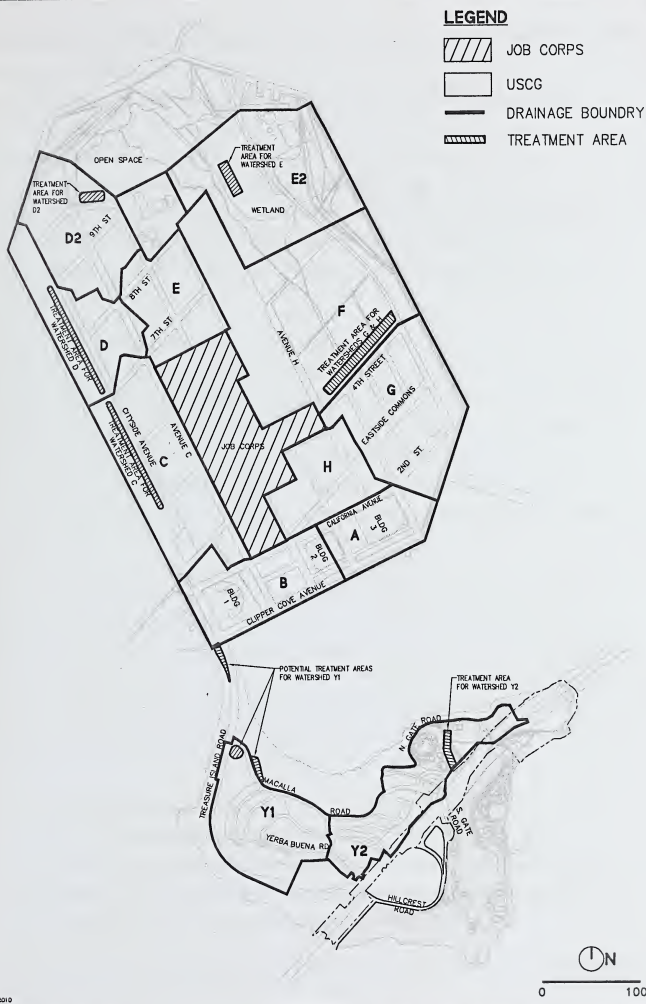 LEGEND
JOB CORPS
USCG
DRAINAGE BOUNDRY
TREATMENT AREA
OPEN SPACE
TREATMENT
AREA FOR
WATERSHED E
E2
WETLAND
TREATMENT
AREA FOR
WATERSHED
D2
D2
9TH ST
8TH ST
E
7TH ST
D
TREATMENT AREA FOR
WATERSHED D
F
AVENUE H
TREATMENT AREA FOR
WATERSHEDS G & H
4TH STREET
G
EASTSIDE COMMONS
2ND ST.
CITYSIDE AVENUE
AVENUE C
C
TREATMENT AREA FOR
WATERSHED C
JOB CORPS
H
CALIFORNIA AVENUE
A
BLDG
3
BLDG
2
B
BLDG
1
CLIPPER COVE AVENUE
POTENTIAL TREATMENT AREAS
FOR WATERSHED Y1
TREATMENT AREA
FOR WATERSHED Y2
N GATE ROAD
TREASURE ISLAND ROAD
MACALLA
ROAD
Y1
YERBA BUENA RD
Y2
S GATE
ROAD
HILLCREST
ROAD
N
0
100
2010